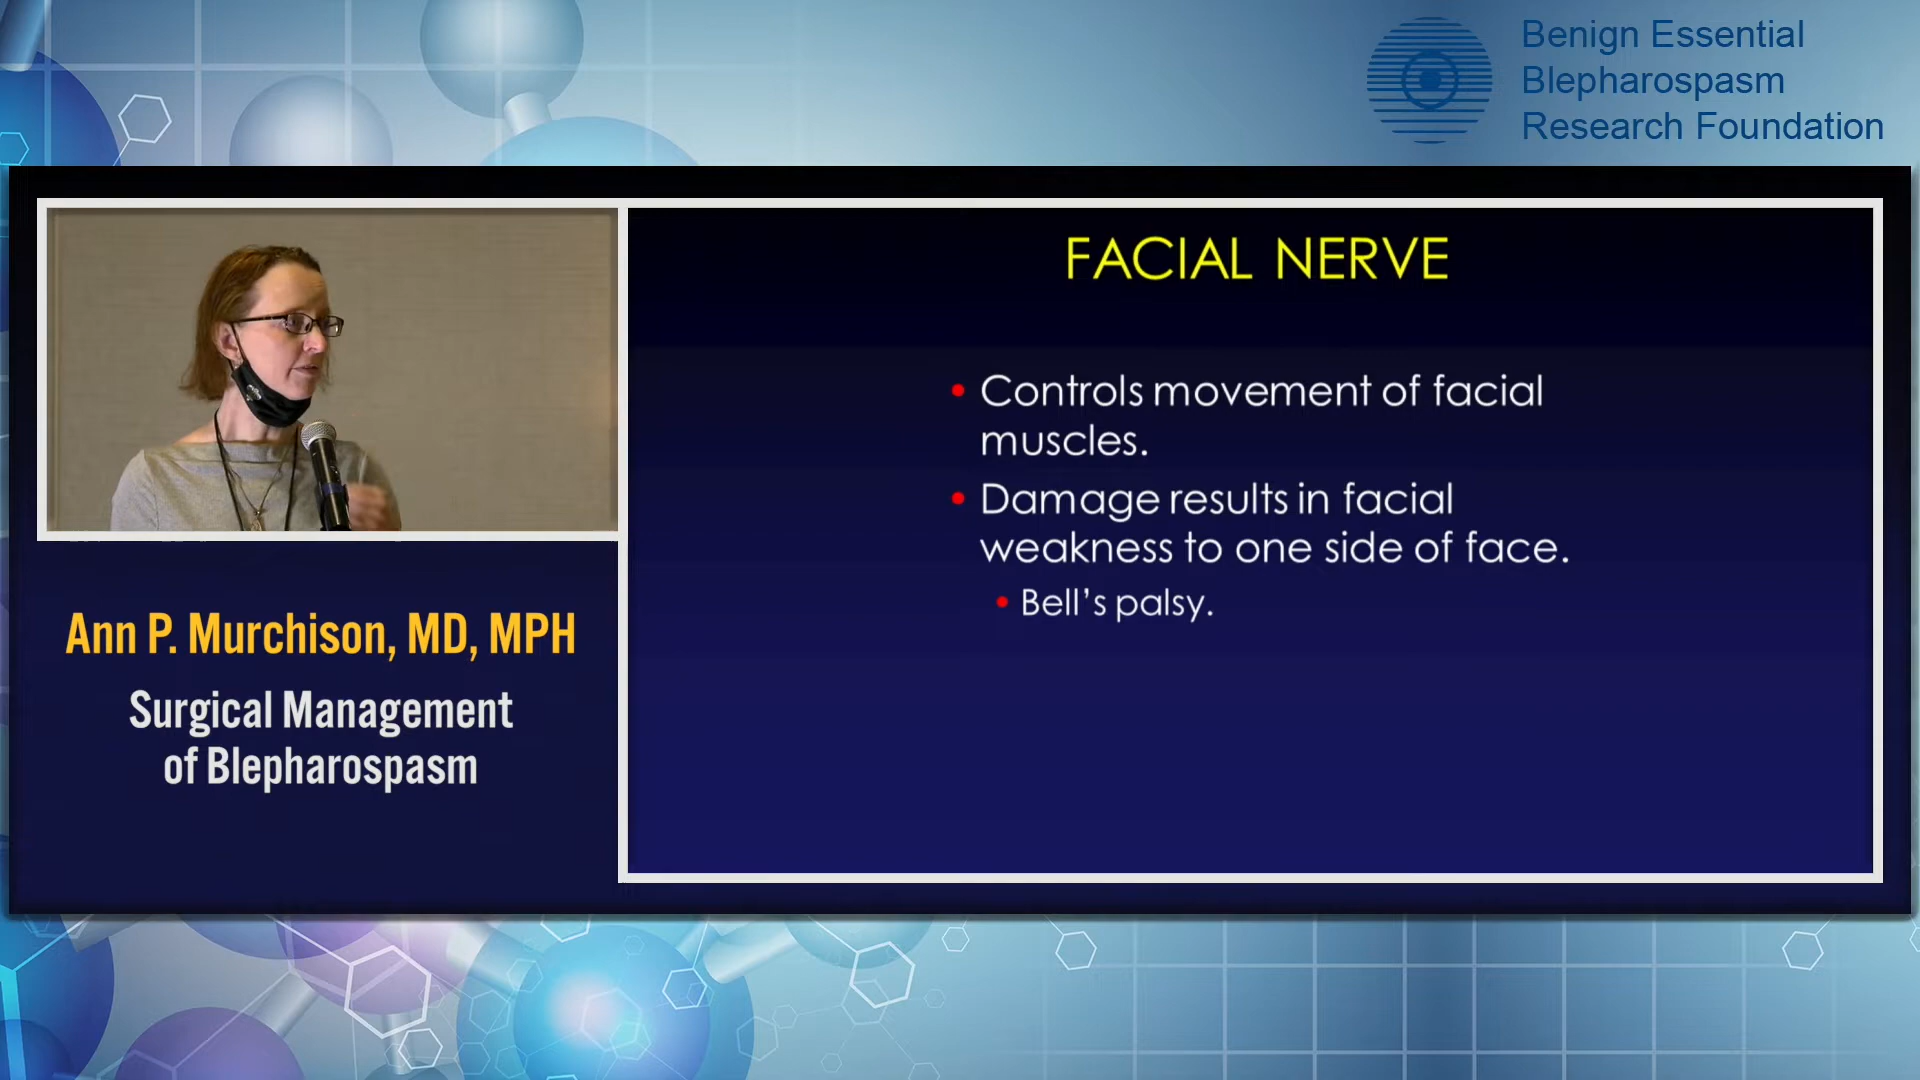 Benign Essential
Blepharospasm
Research Foundation
FACIAL NERVE
• Controls movement of facial
muscles.
• Damage results in facial
weakness to one side of face.
• Bell’s palsy.
Ann P. Murchison, MD, MPH
Surgical Management
of Blepharospasm